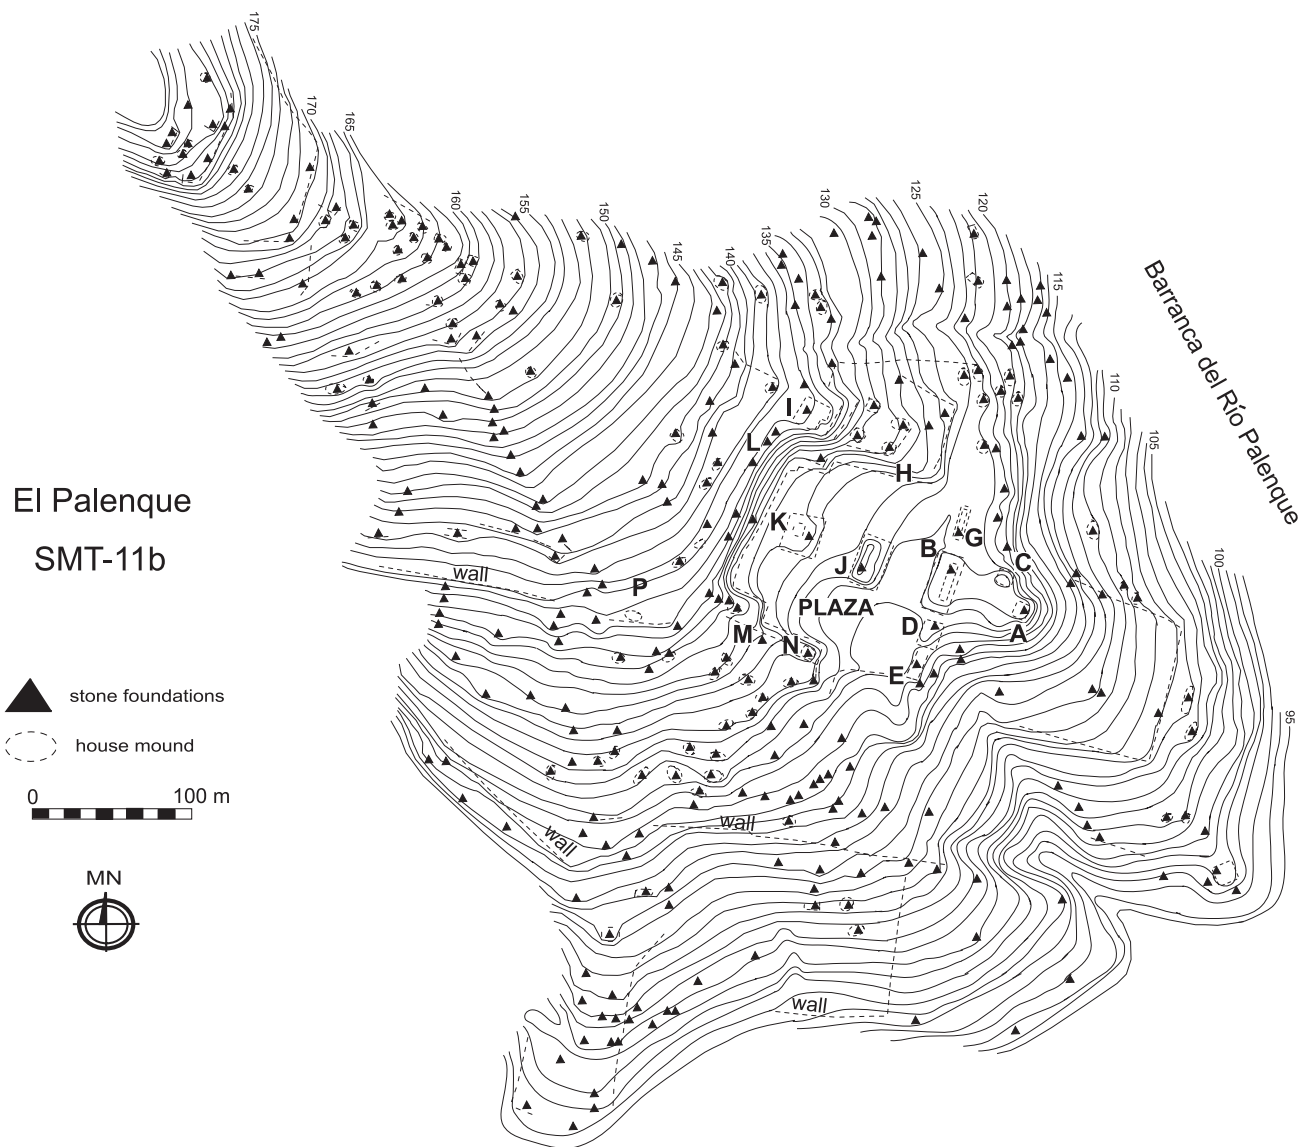 175
170
165
160
155
150
145
140
135
130
125
120
115
110
105
100
95
Barranca del Río Palenque
El Palenque
SMT-11b
I
L
H
K
G
B
J
C
wall
P
PLAZA
D
A
M
N
E
stone foundations
house mound
0 100 m
wall
wall
MN
wall